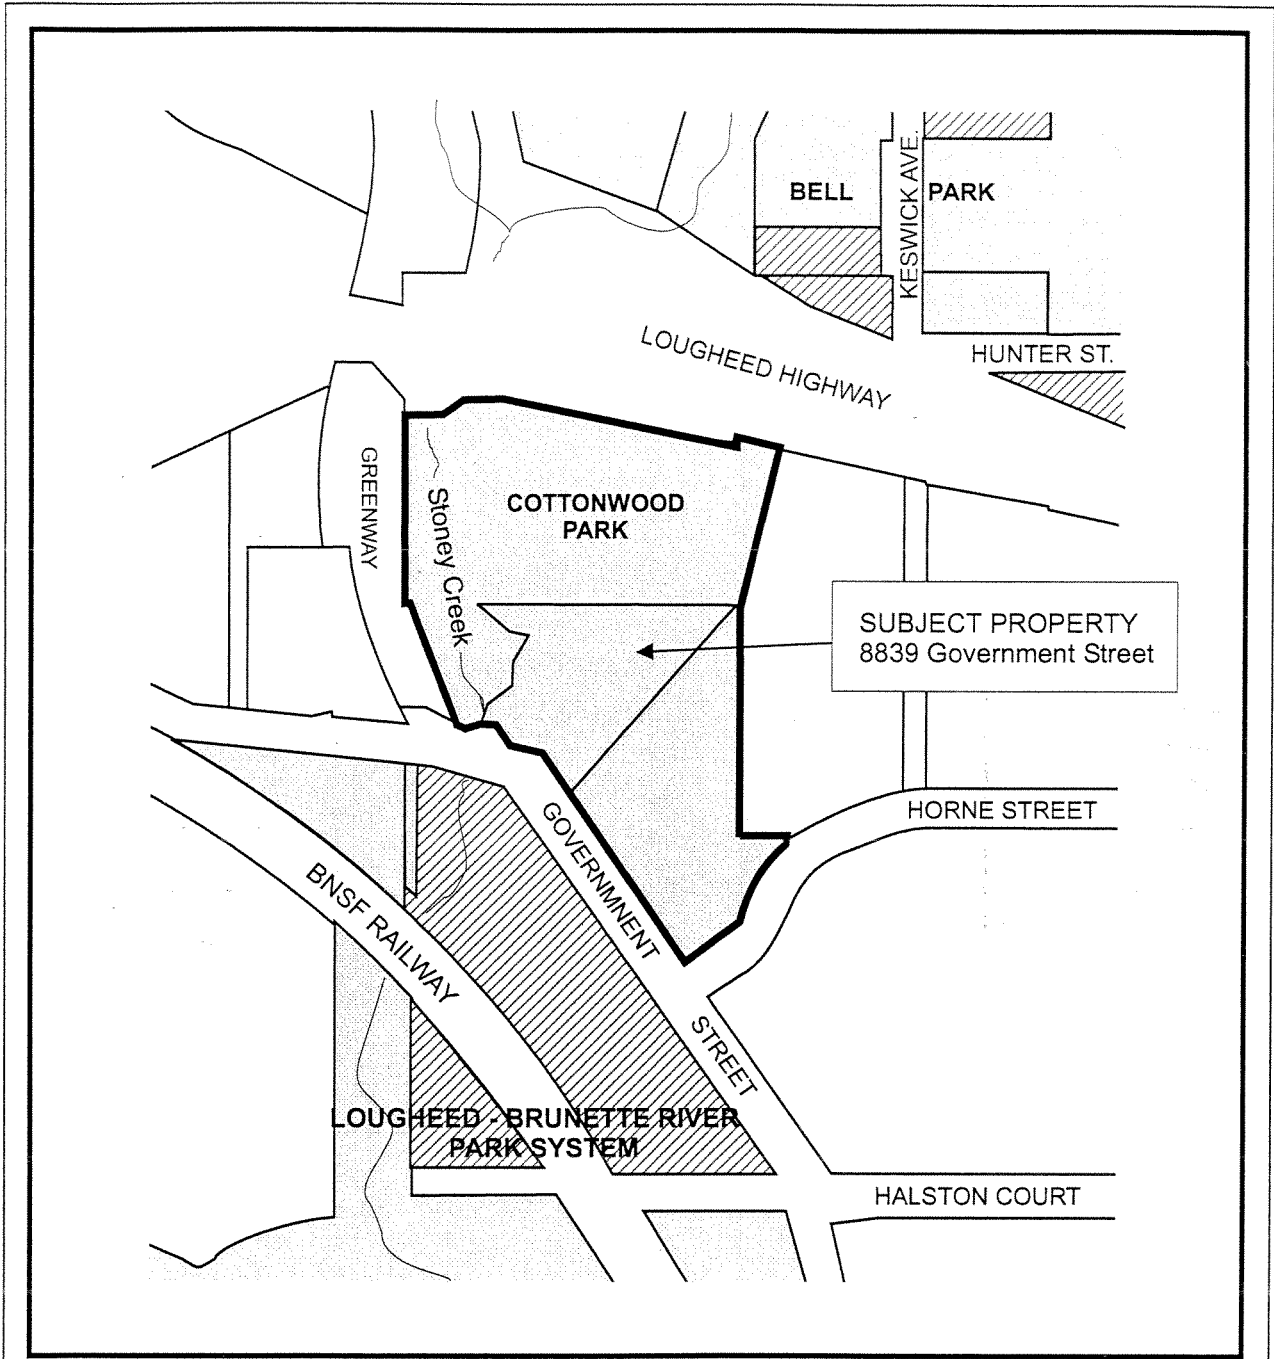 BELL PARK
KESWICK AVE.
LOUGHEED HIGHWAY
HUNTER ST.
GREENWAY
Stoney Creek
COTTONWOOD
PARK
SUBJECT PROPERTY
8839 Government Street
HORNE STREET
GOVERNMNENT
STREET
BNSF RAILWAY
LOUGHEED - BRUNETTE RIVER
PARK SYSTEM
HALSTON COURT